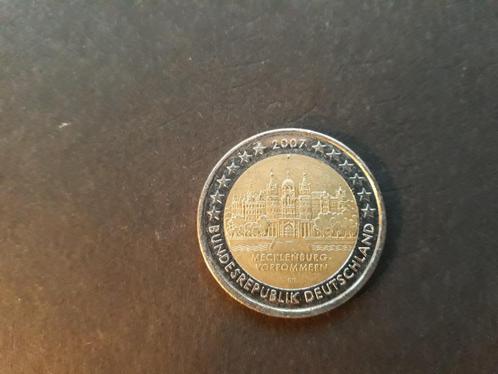 2007
MECKLENBURG-
VORPOMMERN
BUNDESREPUBLIK DEUTSCHLAND